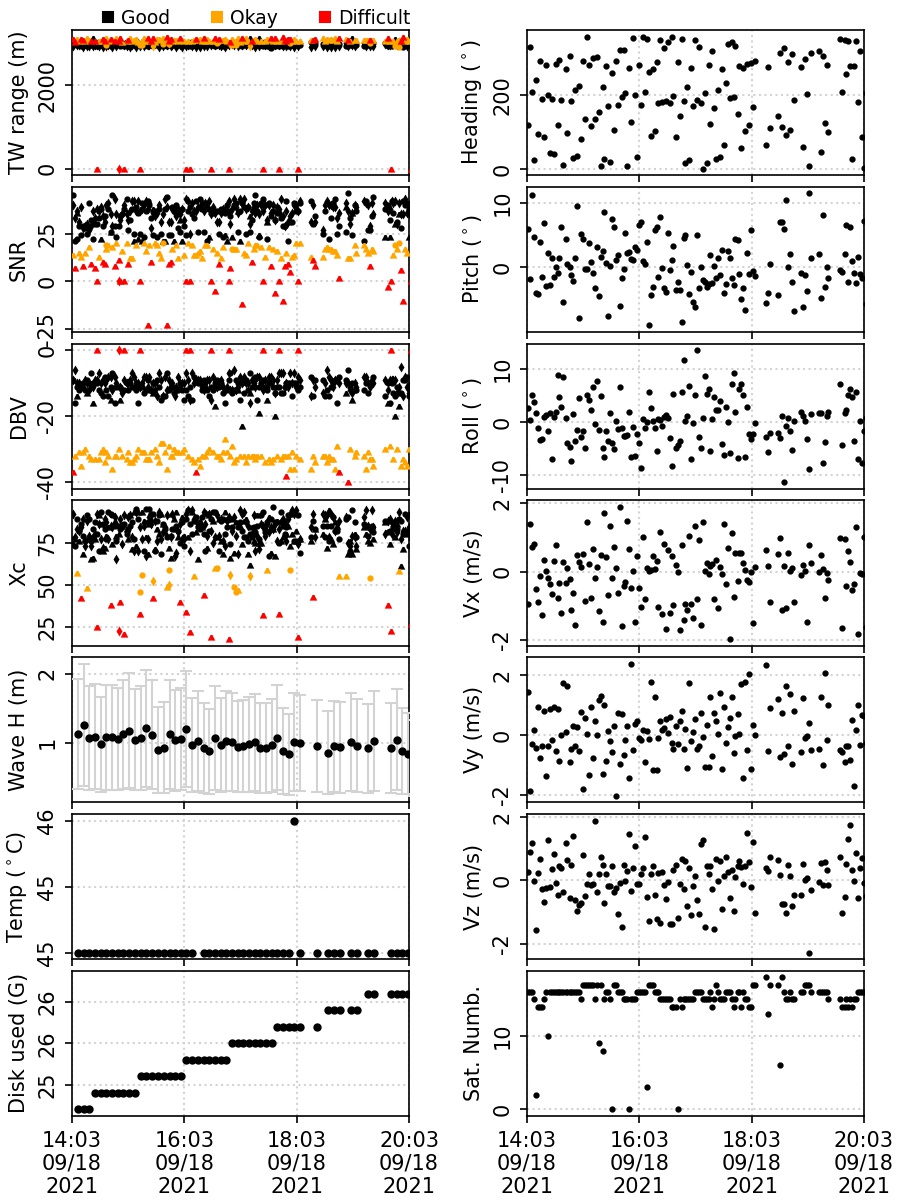 Good Okay Difficult
TW range (m)
2000
0
Heading (°)
200
0
SNR
25
0
-25
Pitch (°)
10
0
DBV
0
-20
-40
Roll (°)
10
0
-10
Xc
75
50
25
Vx (m/s)
2
0
-2
Wave H (m)
2
1
Vy (m/s)
2
0
-2
Temp (°C)
46
45
45
Vz (m/s)
2
0
-2
Disk used (G)
26
26
25
Sat. Numb.
10
0
14:03 16:03 18:03 20:03
09/18 09/18 09/18 09/18
2021 2021 2021 2021
14:03 16:03 18:03 20:03
09/18 09/18 09/18 09/18
2021 2021 2021 2021